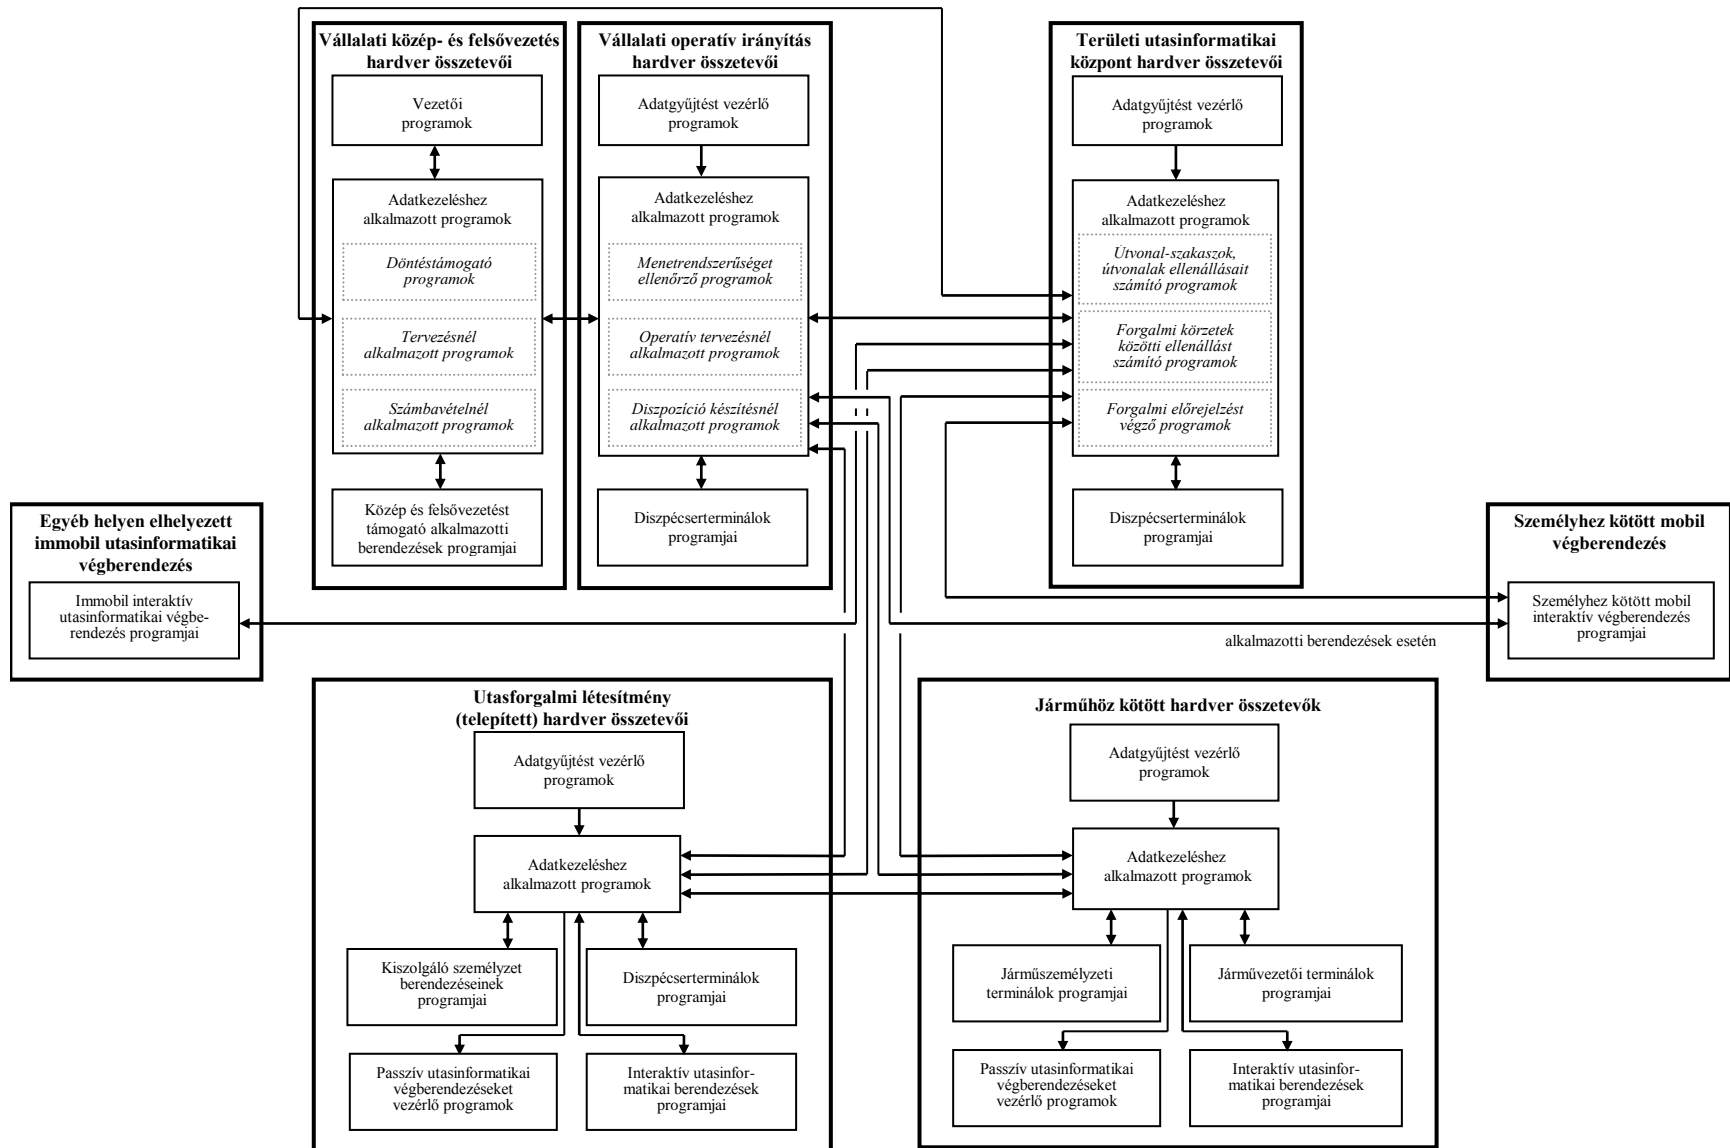 Vállalati közép- és felsővezetés
hardver összetevői
Vezetői
programok
Adatkezeléshez
alkalmazott programok
Döntéstámogató
programok
Tervezésnél
alkalmazott programok
Számbavételnél
alkalmazott programok
Közép és felsővezetést
támogató alkalmazotti
berendezések programjai
Vállalati operatív irányítás
hardver összetevői
Adatgyűjtést vezérlő
programok
Adatkezeléshez
alkalmazott programok
Menetrendszerűséget
ellenőrző programok
Operatív tervezésnél
alkalmazott programok
Diszpozíció készítésnél
alkalmazott programok
Diszpécserterminálok
programjai
Területi utasinformatikai
központ hardver összetevői
Adatgyűjtést vezérlő
programok
Adatkezeléshez
alkalmazott programok
Útvonal-szakaszok,
útvonalak ellenállásait
számító programok
Forgalmi körzetek
közötti ellenállást
számító programok
Forgalmi előrejelzést
végző programok
Diszpécserterminálok
programjai
Egyéb helyen elhelyezett
immobil utasinformatikai
végberendezés
Immobil interaktív
utasinformatikai végbe-
rendezés programjai
Személyhez kötött mobil
végberendezés
Személyhez kötött mobil
interaktív végberendezés
programjai
alkalmazotti berendezések esetén
Utasforgalmi létesítmény
(telepített) hardver összetevői
Adatgyűjtést vezérlő
programok
Adatkezeléshez
alkalmazott programok
Kiszolgáló személyzet
berendezéseinek
programjai
Diszpécserterminálok
programjai
Passzív utasinformatikai
végberendezéseket
vezérlő programok
Interaktív utasinfor-
matikai berendezések
programjai
Járműhöz kötött hardver összetevők
Adatgyűjtést vezérlő
programok
Adatkezeléshez
alkalmazott programok
Járműszemélyzeti
terminálok programjai
Járművezetői terminálok
programjai
Passzív utasinformatikai
végberendezéseket
vezérlő programok
Interaktív utasinfor-
matikai berendezések
programjai